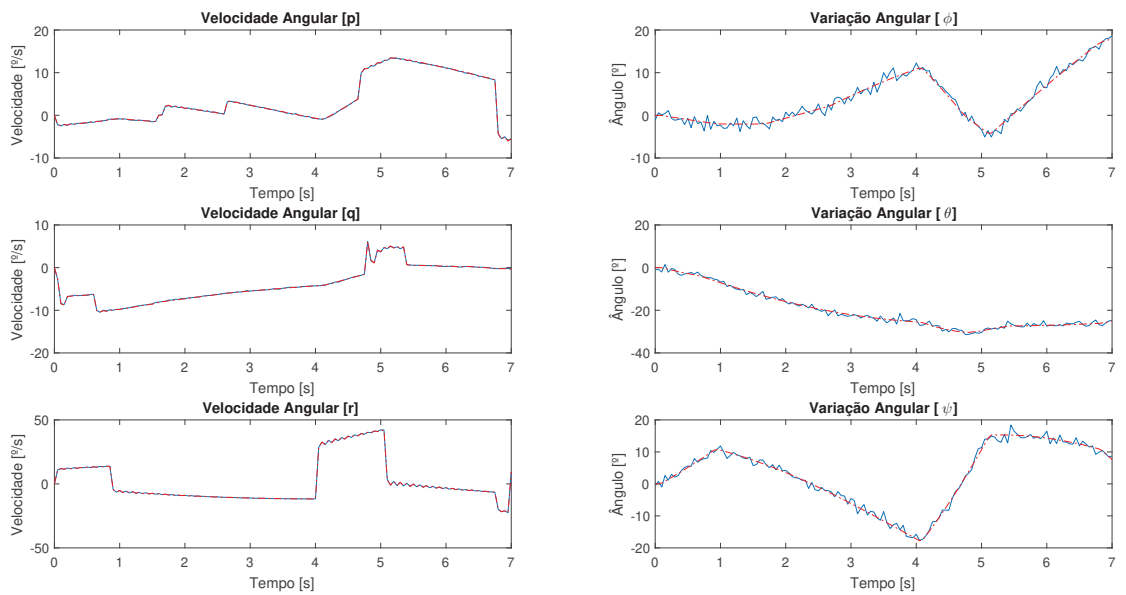 Velocidade Angular [p]
Velocidade [º/s]
20
10
0
-10
0 1 2 3 4 5 6 7
Tempo [s]
Variação Angular [ ϕ]
Ângulo [º]
20
10
0
-10
0 1 2 3 4 5 6 7
Tempo [s]
Velocidade Angular [q]
Velocidade [º/s]
10
0
-10
-20
0 1 2 3 4 5 6 7
Tempo [s]
Variação Angular [ θ]
Ângulo [º]
20
0
-20
-40
0 1 2 3 4 5 6 7
Tempo [s]
Velocidade Angular [r]
Velocidade [º/s]
50
0
-50
0 1 2 3 4 5 6 7
Tempo [s]
Variação Angular [ ψ]
Ângulo [º]
20
10
0
-10
-20
0 1 2 3 4 5 6 7
Tempo [s]